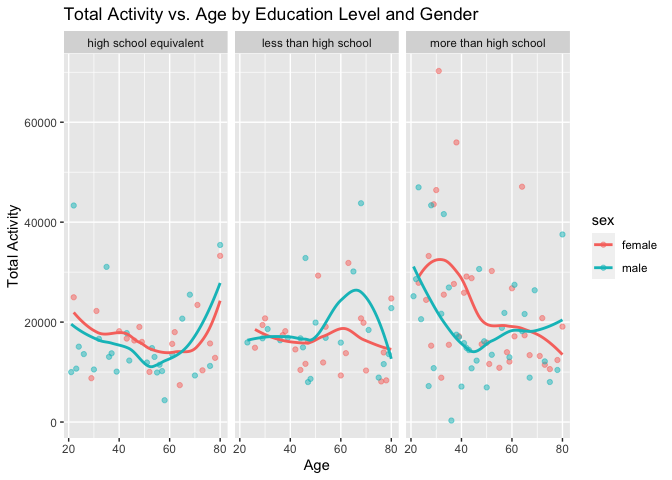 Total Activity vs. Age by Education Level and Gender
high school equivalent
less than high school
more than high school
60000
40000
20000
0
Total Activity
20 40 60 80
20 40 60 80
20 40 60 80
Age
sex
female
male